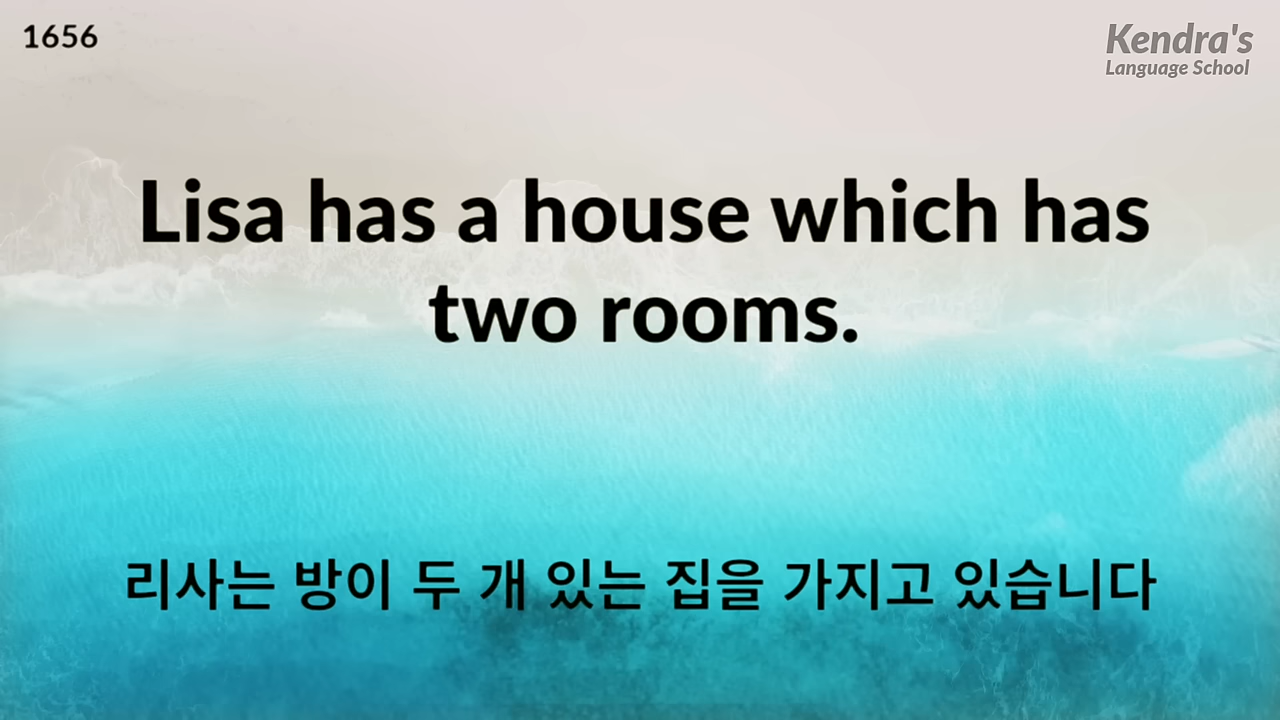 1656
Kendra's
Language School
Lisa has a house which has
two rooms.
리사는 방이 두 개 있는 집을 가지고 있습니다